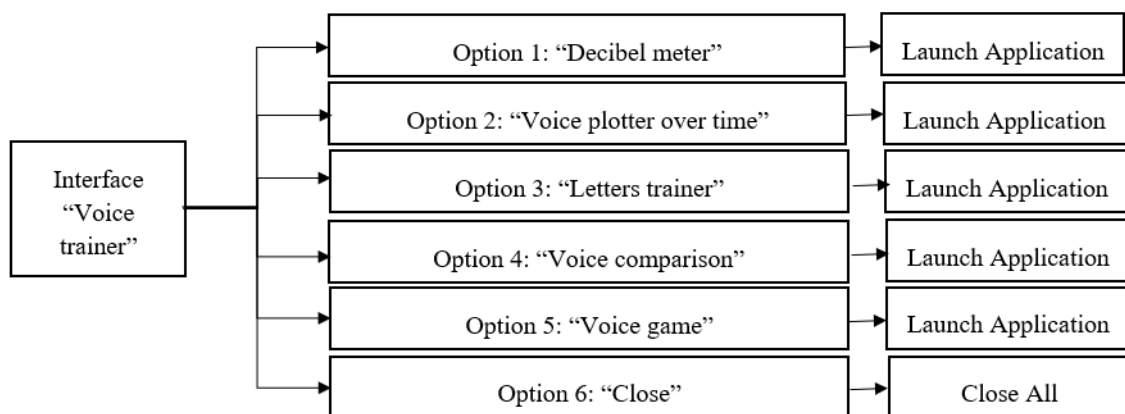 Interface
“Voice
trainer”
Option 1: “Decibel meter”
Launch Application
Option 2: “Voice plotter over time”
Launch Application
Option 3: “Letters trainer”
Launch Application
Option 4: “Voice comparison”
Launch Application
Option 5: “Voice game”
Launch Application
Option 6: “Close”
Close All